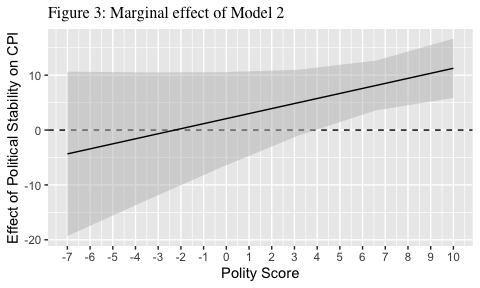 Figure 3: Marginal effect of Model 2
Effect of Political Stability on CPI
10
0
-10
-20
-7 -6 -5 -4 -3 -2 -1 0 1 2 3 4 5 6 7 8 9 10
Polity Score